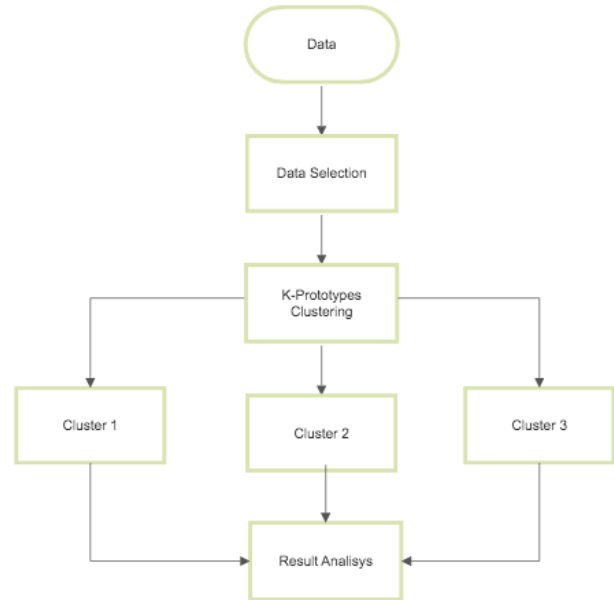 Data
Data Selection
K-Prototypes
Clustering
Cluster 1
Cluster 2
Cluster 3
Result Analisys